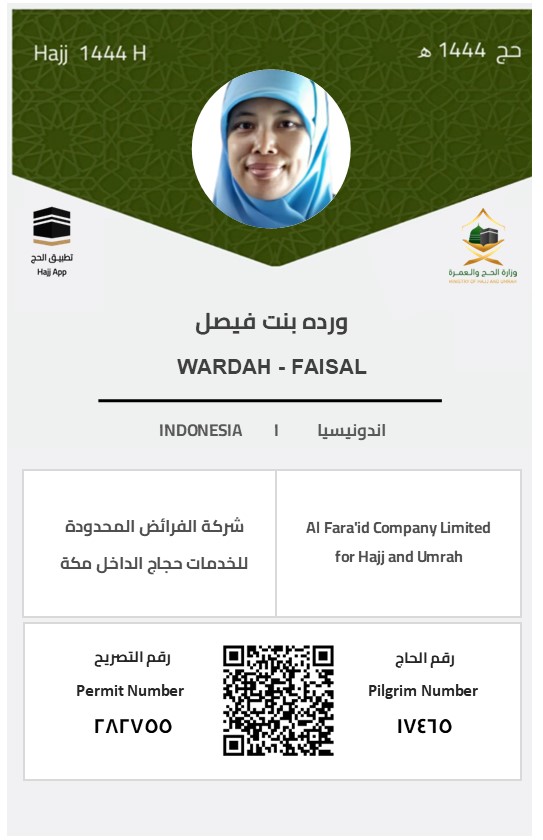 Hajj 1444 H
حج 1444 هـ
تطبيق الحج
Hajj App
وزارة الحج والعمرة
MINISTRY OF HAJJ AND UMRAH
ورده بنت فيصل
WARDAH - FAISAL
INDONESIA | اندونيسيا
شركة الفرائض المحدودة
للخدمات حجاج الداخل مكة
Al Fara'id Company Limited
for Hajj and Umrah
رقم التصريح
Permit Number
٢٨٢٧٥٥
رقم الحاج
Pilgrim Number
١٧٤٦٥